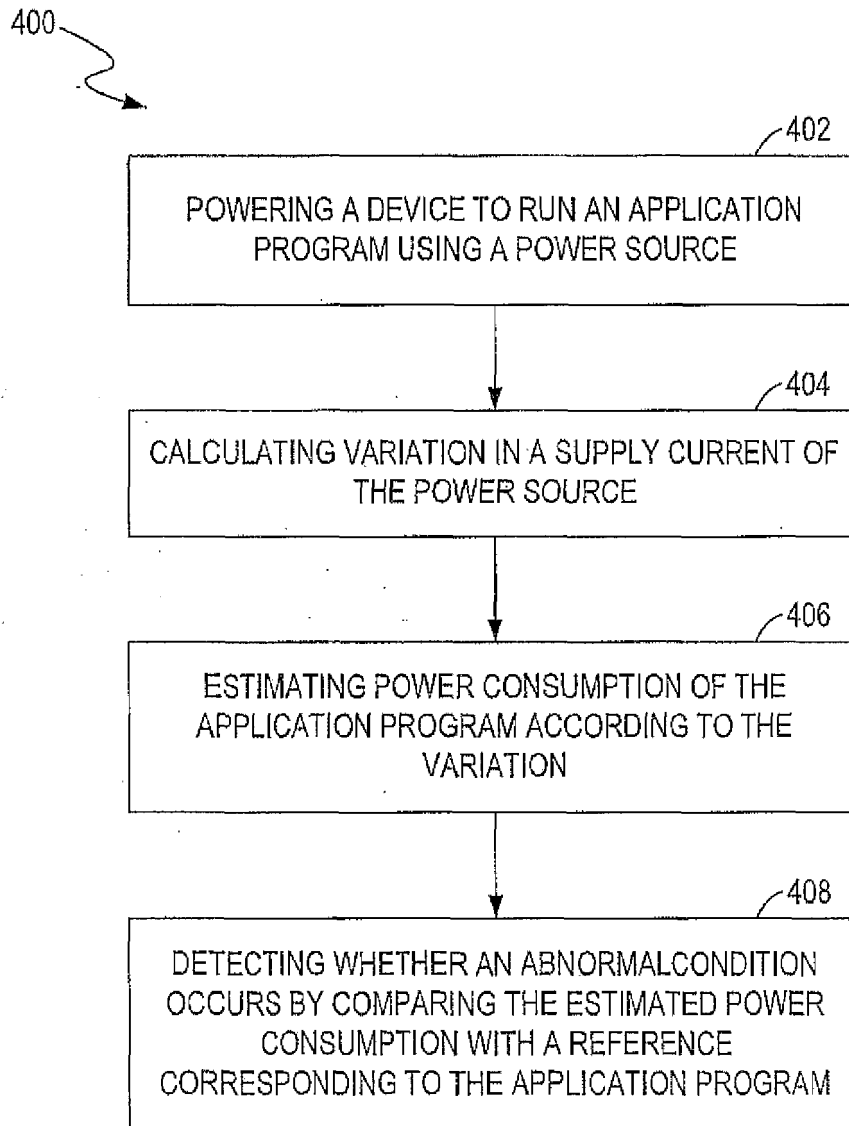 400
402
POWERING A DEVICE TO RUN AN APPLICATION
PROGRAM USING A POWER SOURCE
404
CALCULATING VARIATION IN A SUPPLY CURRENT OF
THE POWER SOURCE
406
ESTIMATING POWER CONSUMPTION OF THE
APPLICATION PROGRAM ACCORDING TO THE
VARIATION
408
DETECTING WHETHER AN ABNORMALCONDITION
OCCURS BY COMPARING THE ESTIMATED POWER
CONSUMPTION WITH A REFERENCE
CORRESPONDING TO THE APPLICATION PROGRAM